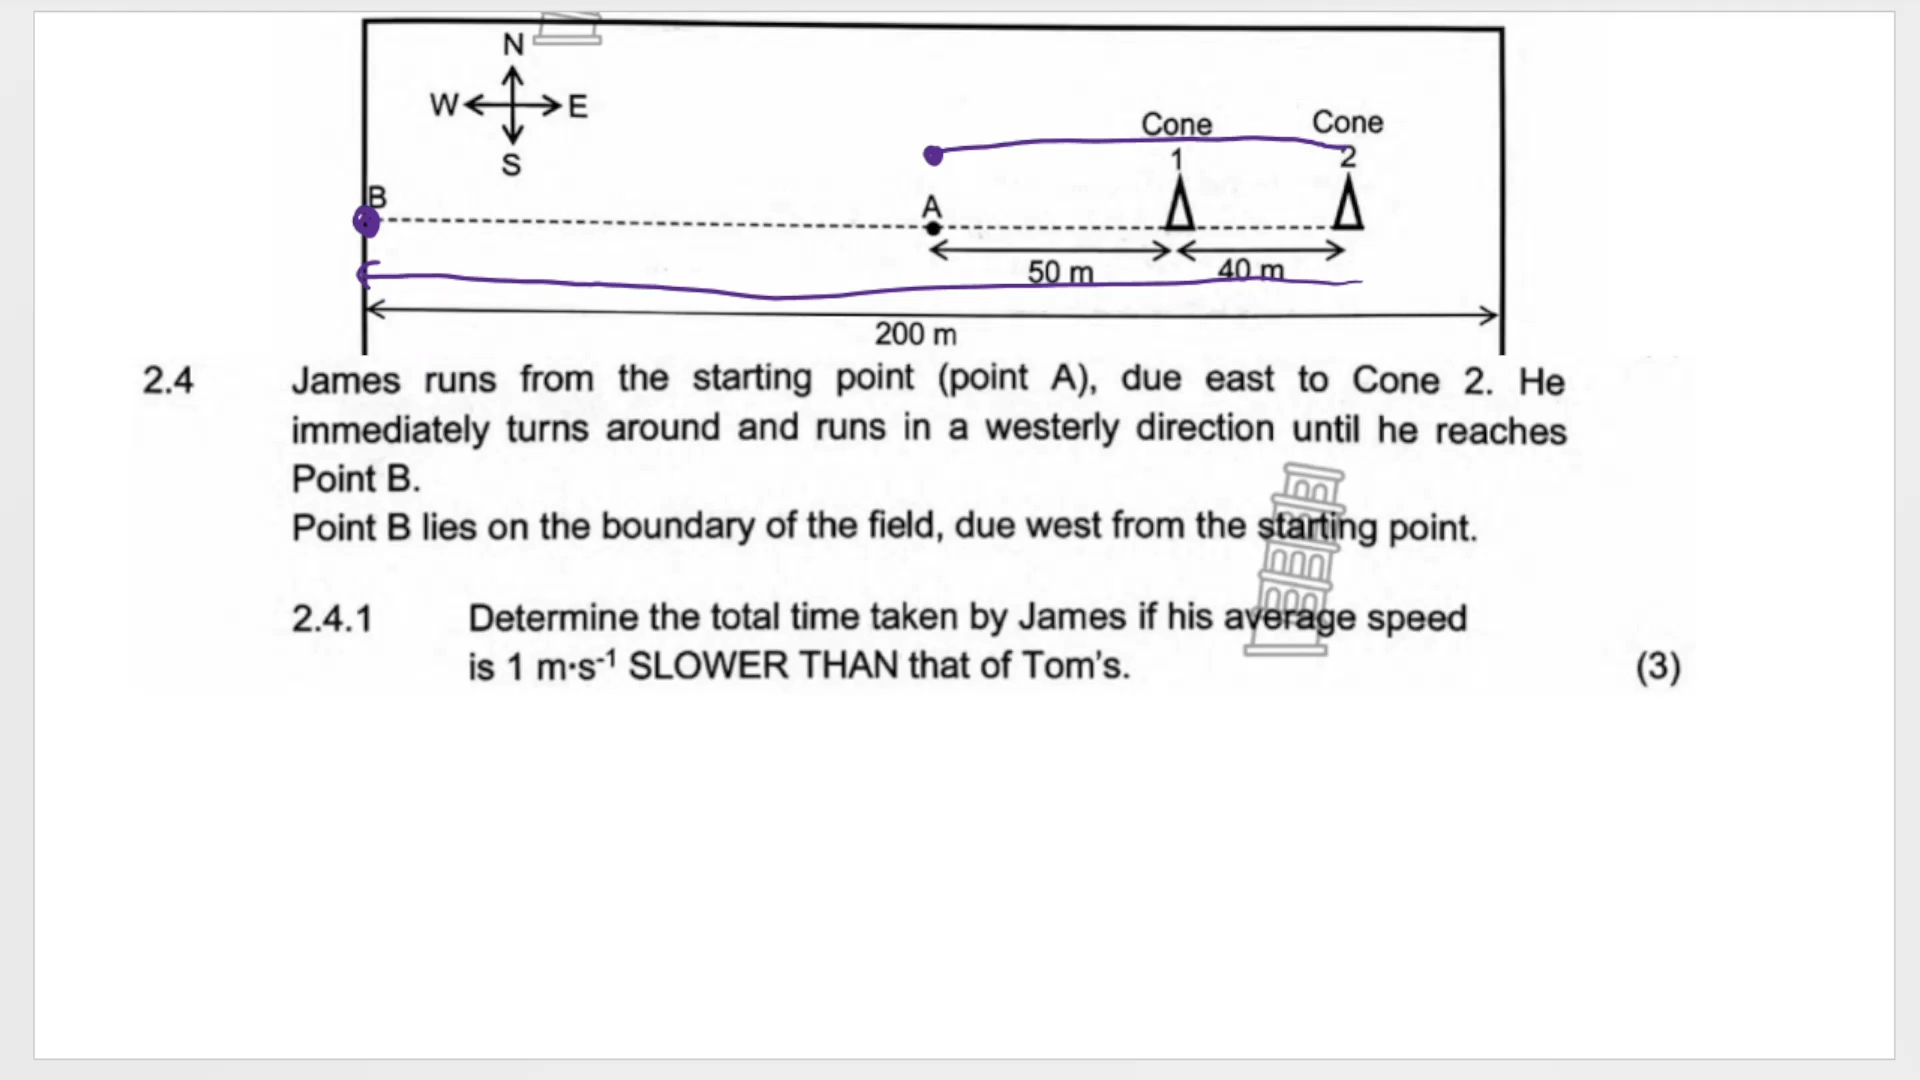 N
W E
S
Cone 1
Cone 2
B
A
50 m
40 m
200 m
2.4 James runs from the starting point (point A), due east to Cone 2. He
immediately turns around and runs in a westerly direction until he reaches
Point B.
Point B lies on the boundary of the field, due west from the starting point.
2.4.1 Determine the total time taken by James if his average speed
is 1 m·s⁻¹ SLOWER THAN that of Tom's. (3)